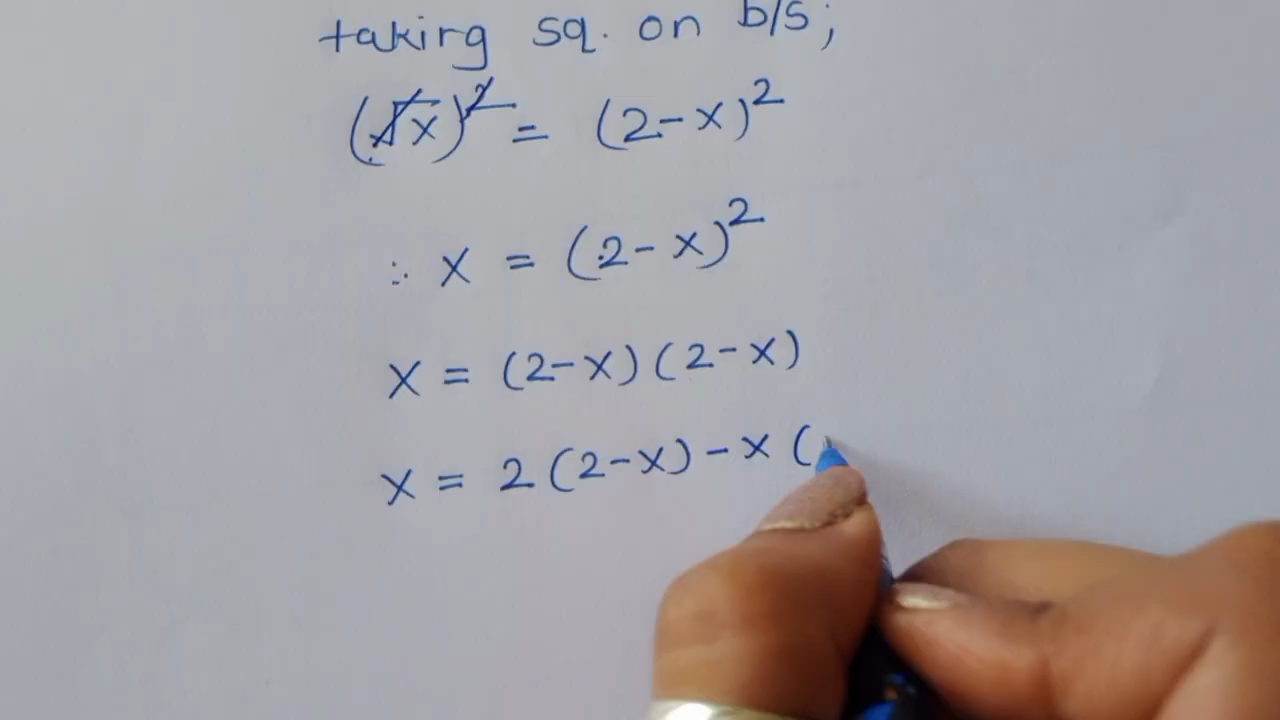 taking sq. on b/s;
(√x)² = (2-x)²
∴ x = (2-x)²
x = (2-x)(2-x)
x = 2(2-x)-x(